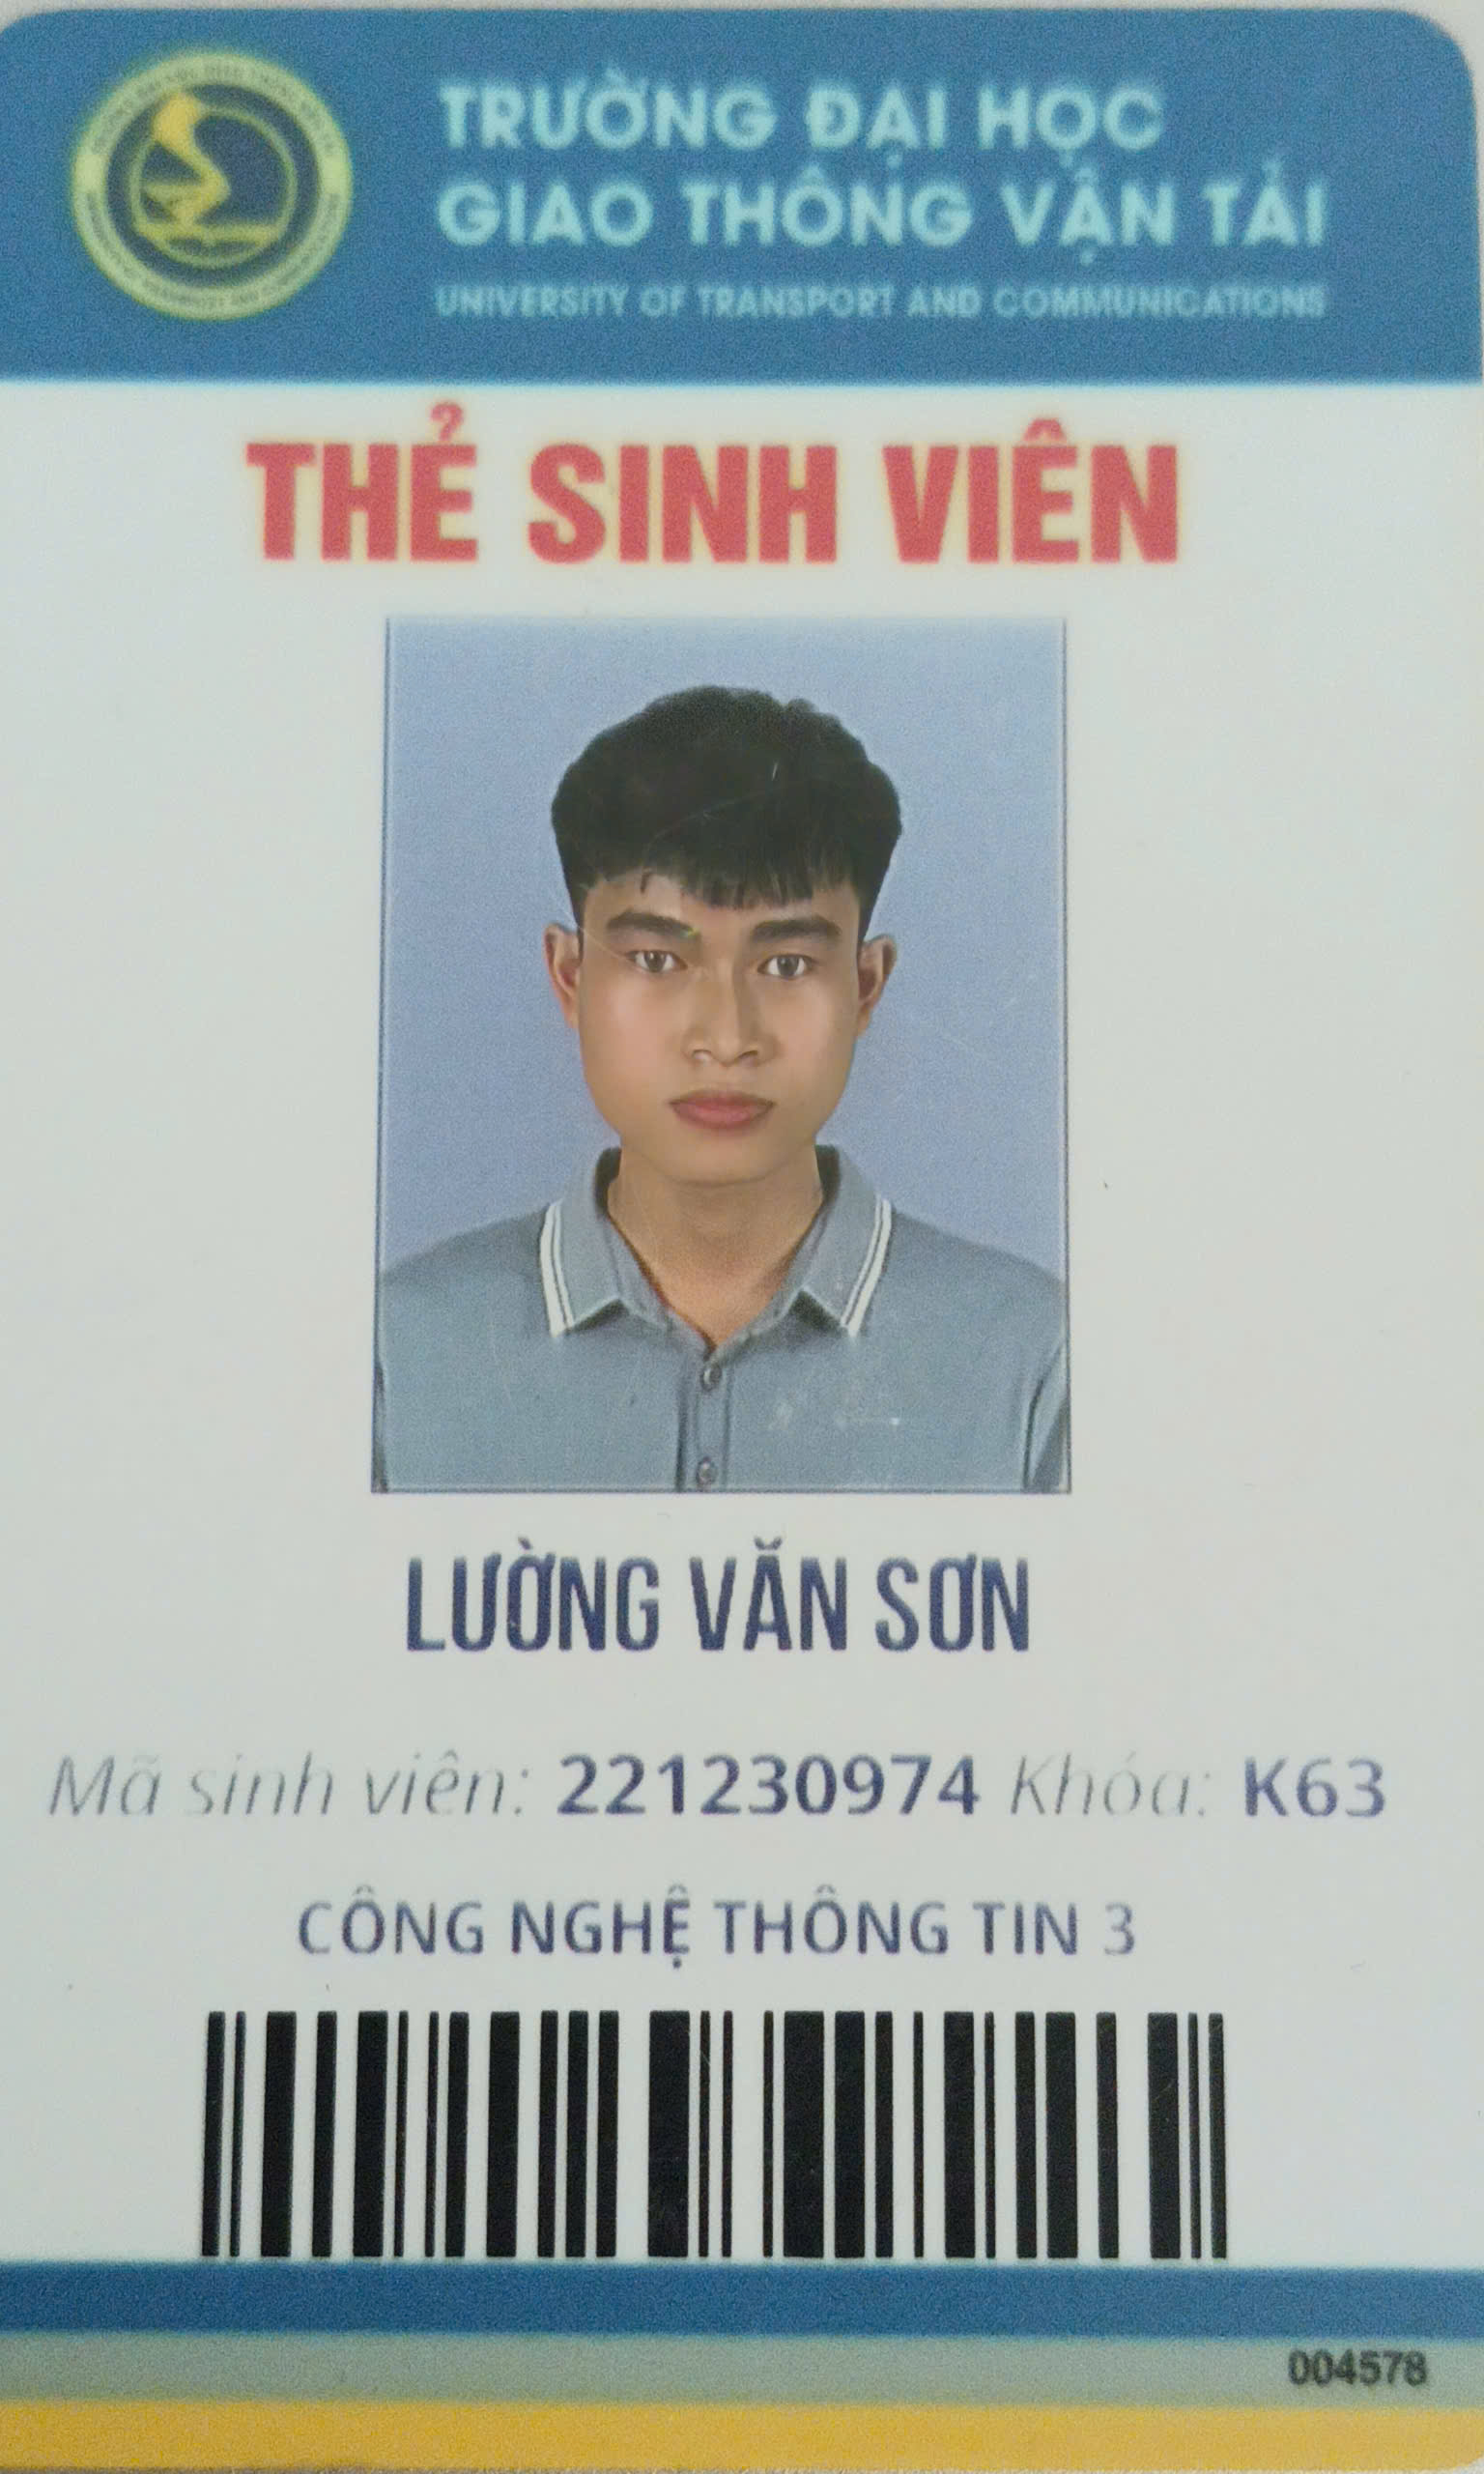 TRƯỜNG ĐẠI HỌC
GIAO THÔNG VẬN TẢI
UNIVERSITY OF TRANSPORT AND COMMUNICATIONS
THẺ SINH VIÊN
LƯỜNG VĂN SƠN
Mã sinh viên: 221230974 Khóa: K63
CÔNG NGHỆ THÔNG TIN 3
004578